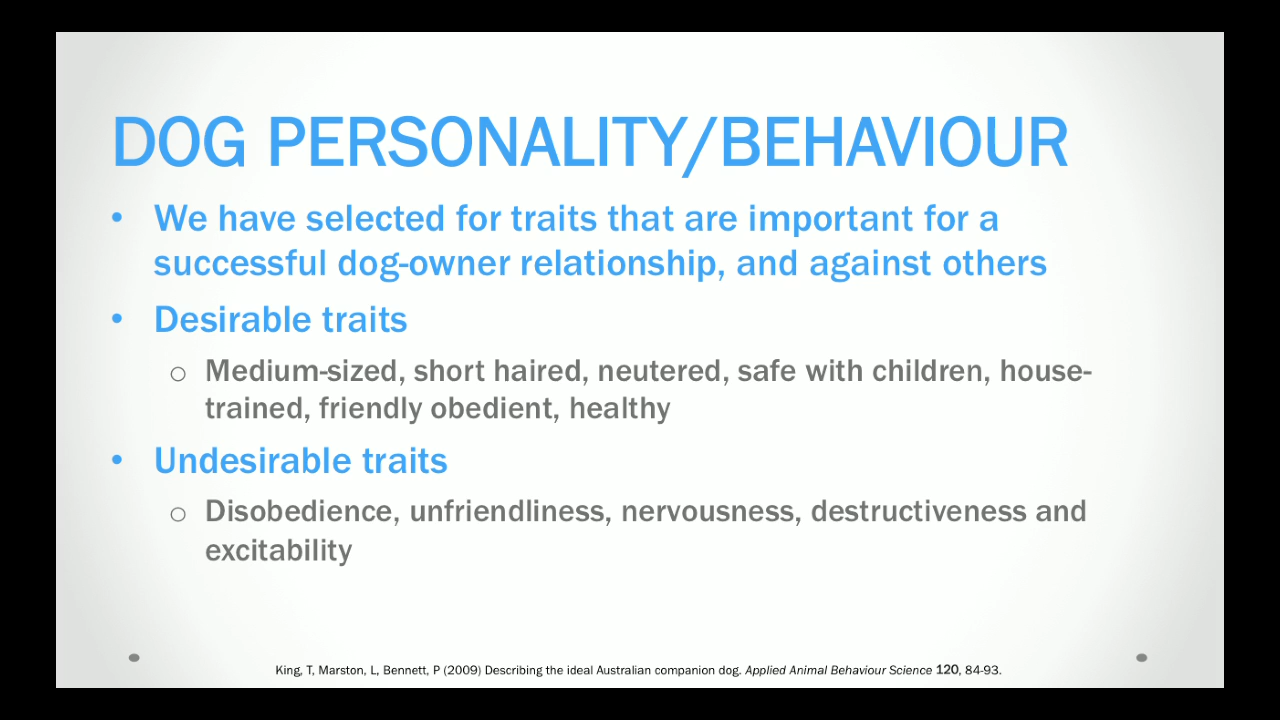 DOG PERSONALITY/BEHAVIOUR
• We have selected for traits that are important for a
successful dog-owner relationship, and against others
• Desirable traits
o Medium-sized, short haired, neutered, safe with children, house-
trained, friendly obedient, healthy
• Undesirable traits
o Disobedience, unfriendliness, nervousness, destructiveness and
excitability
King, T, Marston, L, Bennett, P (2009) Describing the ideal Australian companion dog. Applied Animal Behaviour Science 120, 84-93.